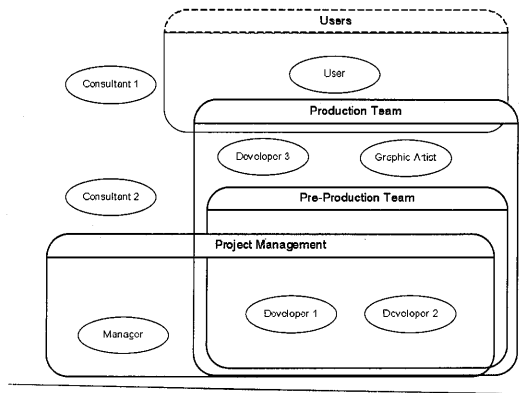 Users
User
Consultant 1
Production Team
Developer 3
Graphic Artist
Consultant 2
Pre-Production Team
Project Management
Developer 1
Developer 2
Manager